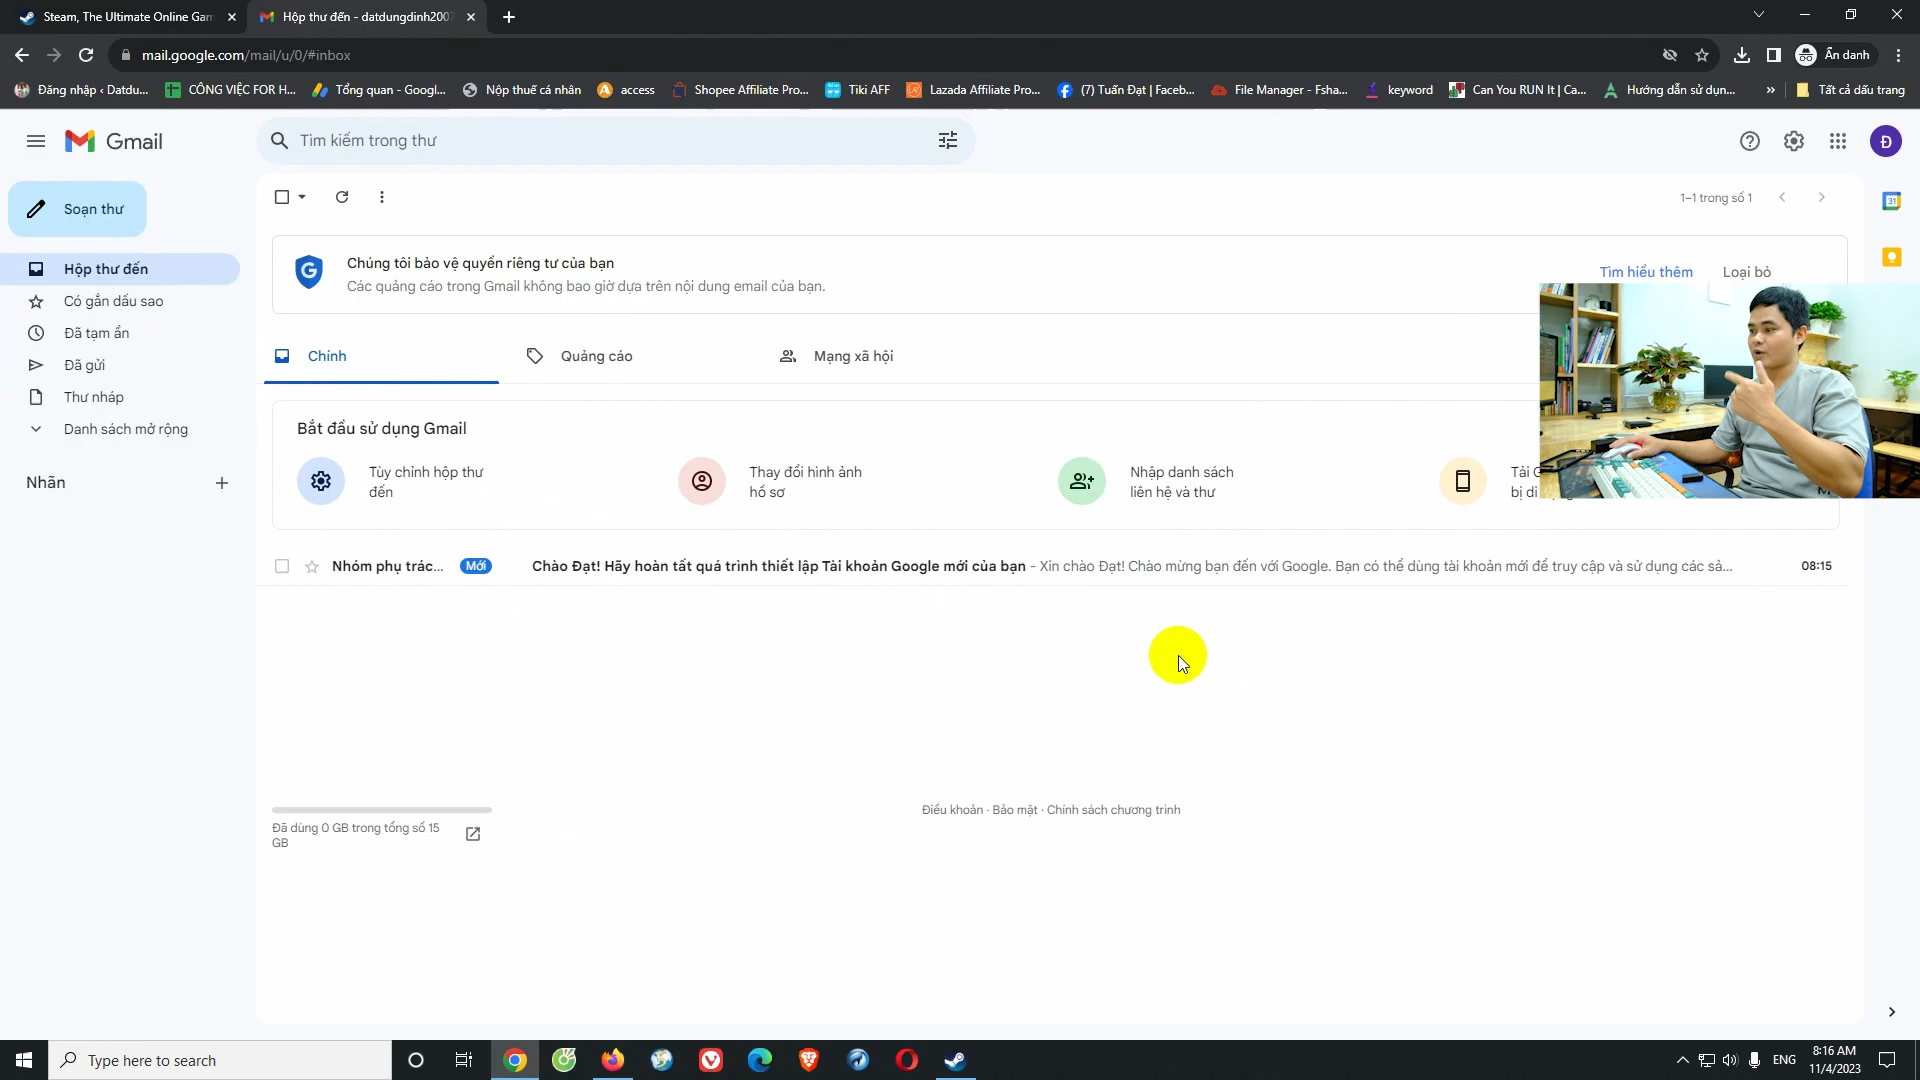 Steam, The Ultimate Online Gam
Hộp thư đến - datdungdinh2007
mail.google.com/mail/u/0/#inbox
Ẩn danh
Đăng nhập ‹ Datdu...
CÔNG VIỆC FOR H...
Tổng quan - Googl...
Nộp thuế cá nhân
access
Shopee Affiliate Pro...
Tiki AFF
Lazada Affiliate Pro...
(7) Tuấn Đạt | Faceb...
File Manager - Fsha...
keyword
Can You RUN It | Ca...
Hướng dẫn sử dụn...
»
Tất cả dấu trang
Gmail
Tìm kiếm trong thư
Đ
Soạn thư
1–1 trong số 1
31
Hộp thư đến
Có gắn dấu sao
Đã tạm ẩn
Đã gửi
Thư nháp
Danh sách mở rộng
Nhãn
G
Chúng tôi bảo vệ quyền riêng tư của bạn
Các quảng cáo trong Gmail không bao giờ dựa trên nội dung email của bạn.
Tìm hiểu thêm
Loại bỏ
Chính
Quảng cáo
Mạng xã hội
Bắt đầu sử dụng Gmail
Tùy chỉnh hộp thư
đến
Thay đổi hình ảnh
hồ sơ
Nhập danh sách
liên hệ và thư
Tải G
bị di
Nhóm phụ trác...
Mới
Chào Đạt! Hãy hoàn tất quá trình thiết lập Tài khoản Google mới của bạn - Xin chào Đạt! Chào mừng bạn đến với Google. Bạn có thể dùng tài khoản mới để truy cập và sử dụng các sả...
08:15
Đã dùng 0 GB trong tổng số 15
GB
Điều khoản · Bảo mật · Chính sách chương trình
Type here to search
ENG
8:16 AM
11/4/2023